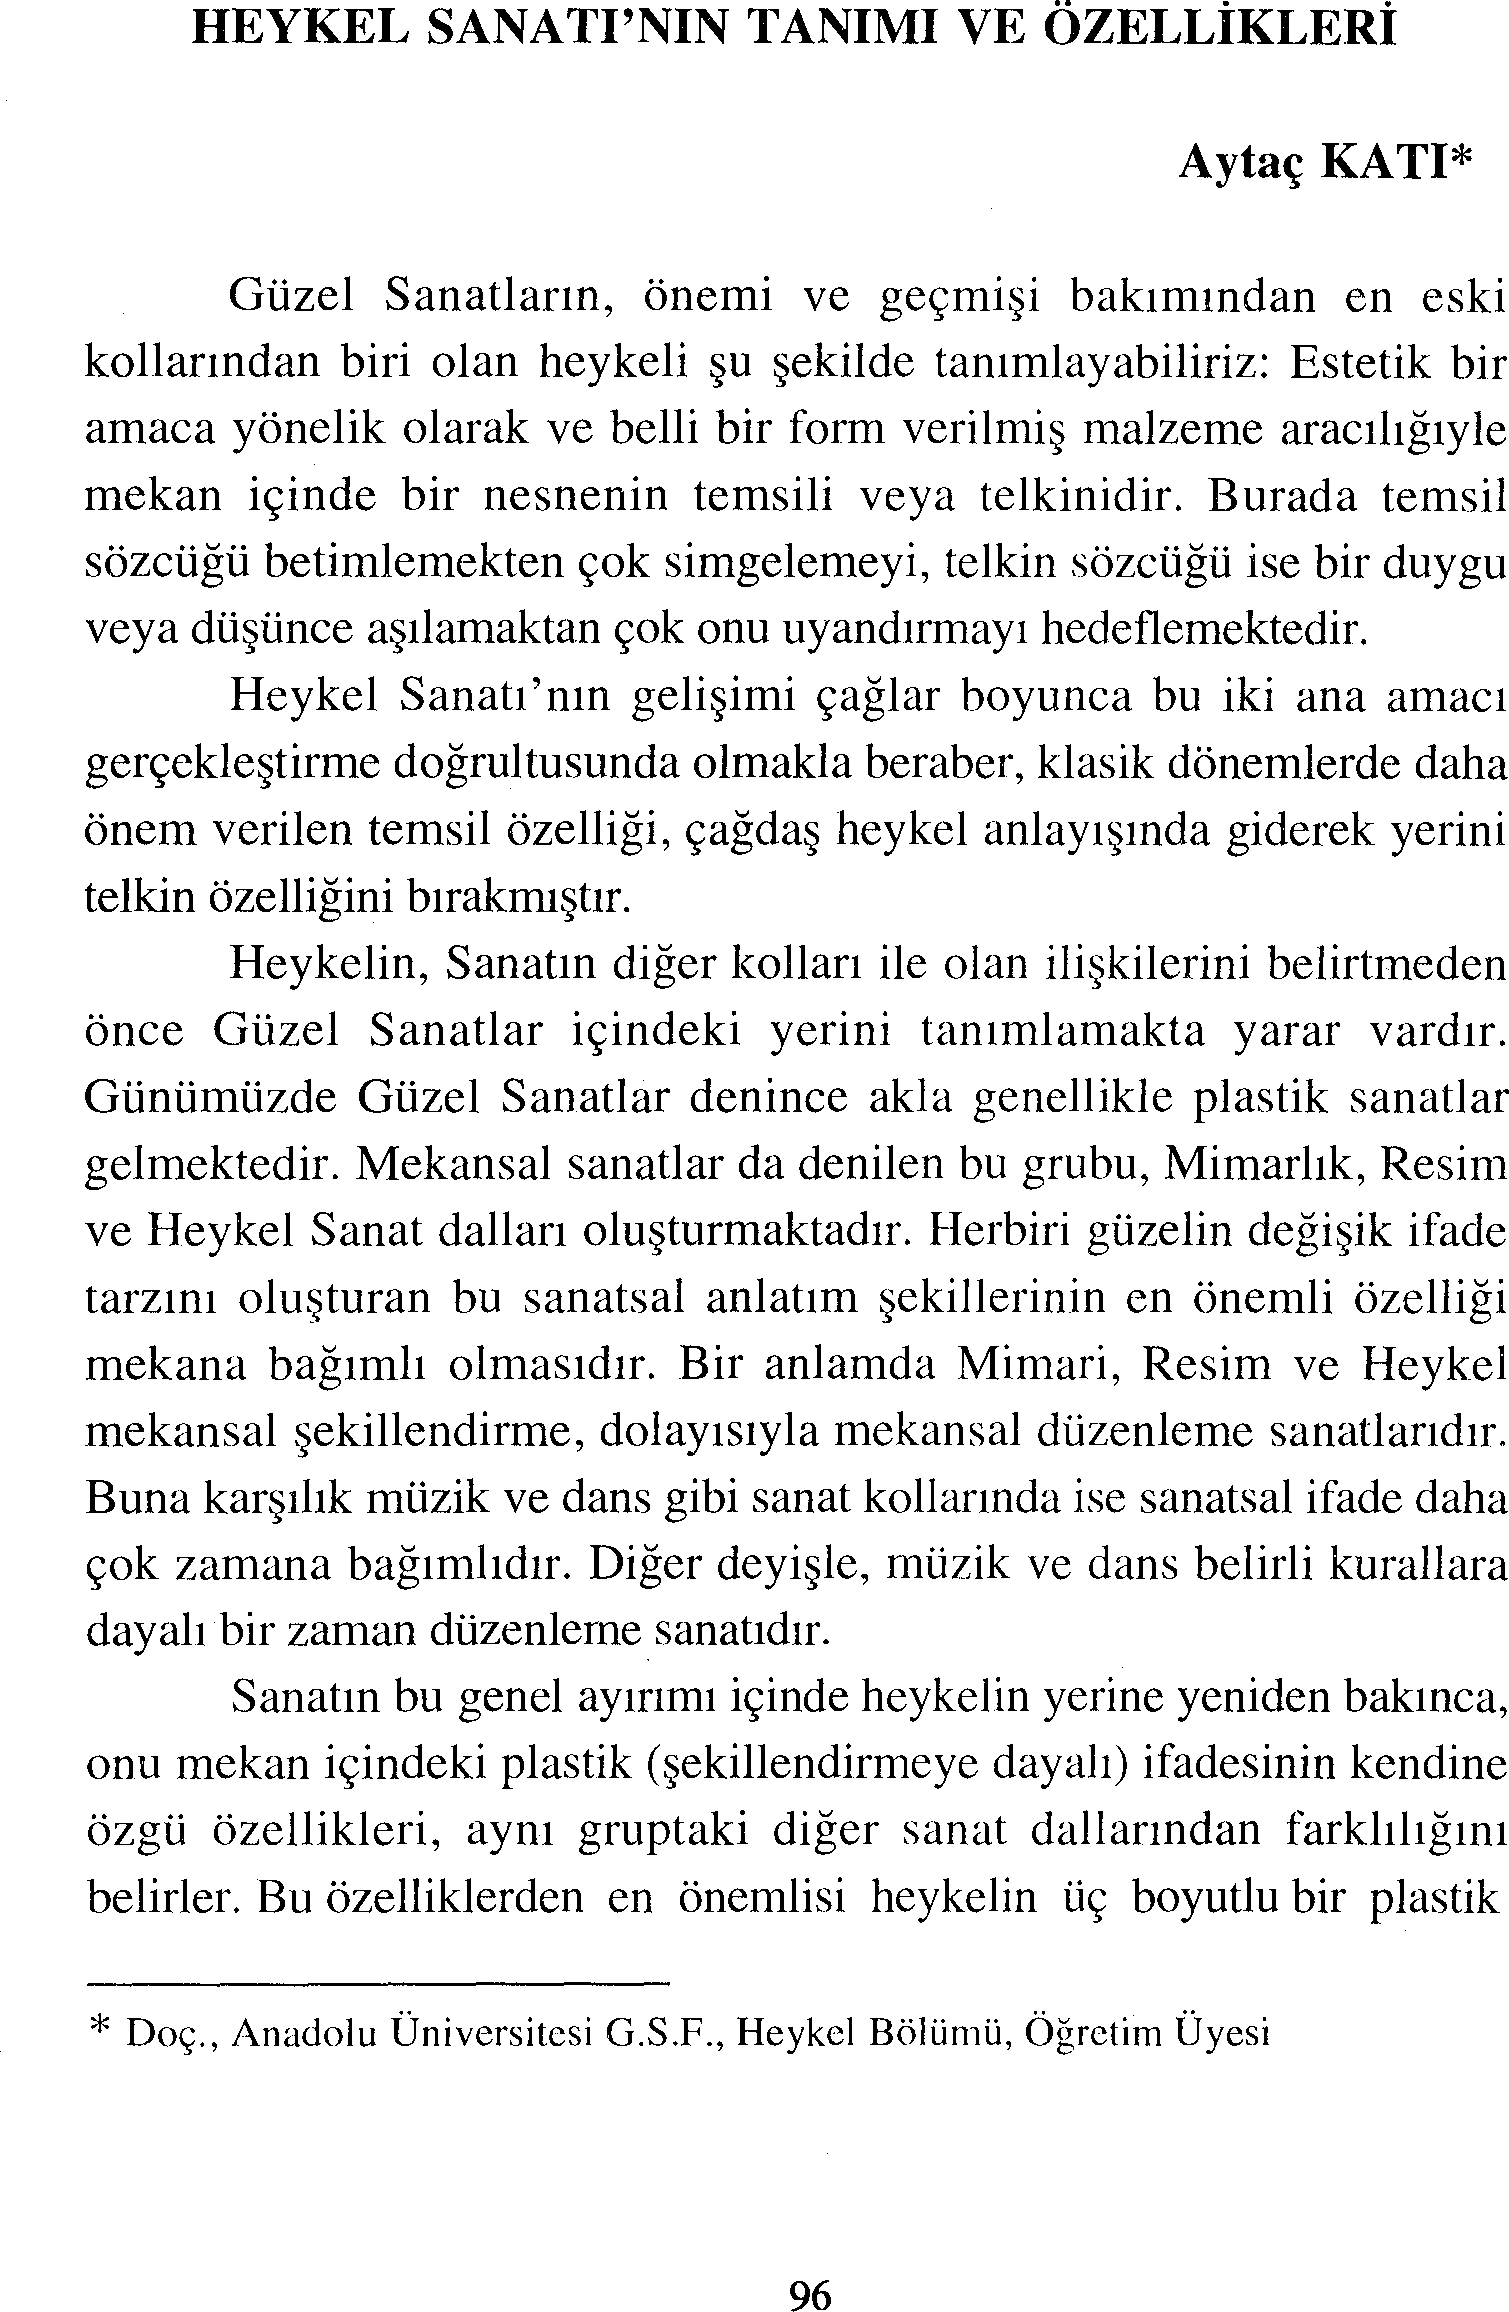 HEYKEL SANATI’NIN TANIMI VE ÖZELLİKLERİ
Aytaç KATI*
Güzel Sanatların, önemi ve geçmişi bakımından en eski
kollarından biri olan heykeli şu şekilde tanımlayabiliriz: Estetik bir
amaca yönelik olarak ve belli bir form verilmiş malzeme aracılığıyle
mekan içinde bir nesnenin temsili veya telkinidir. Burada temsil
sözcüğü betimlemekten çok simgelemeyi, telkin sözcüğü ise bir duygu
veya düşünce aşılamaktan çok onu uyandırmayı hedeflemektedir.
Heykel Sanatı’nın gelişimi çağlar boyunca bu iki ana amacı
gerçekleştirme doğrultusunda olmakla beraber, klasik dönemlerde daha
önem verilen temsil özelliği, çağdaş heykel anlayışında giderek yerini
telkin özelliğini bırakmıştır.
Heykelin, Sanatın diğer kolları ile olan ilişkilerini belirtmeden
önce Güzel Sanatlar içindeki yerini tanımlamakta yarar vardır.
Günümüzde Güzel Sanatlar denince akla genellikle plastik sanatlar
gelmektedir. Mekansal sanatlar da denilen bu grubu, Mimarlık, Resim
ve Heykel Sanat dalları oluşturmaktadır. Herbiri güzelin değişik ifade
tarzını oluşturan bu sanatsal anlatım şekillerinin en önemli özelliği
mekana bağımlı olmasıdır. Bir anlamda Mimari, Resim ve Heykel
mekansal şekillendirme, dolayısıyla mekansal düzenleme sanatlarıdır.
Buna karşılık müzik ve dans gibi sanat kollarında ise sanatsal ifade daha
çok zamana bağımlıdır. Diğer deyişle, müzik ve dans belirli kurallara
dayalı bir zaman düzenleme sanatıdır.
Sanatın bu genel ayırımı içinde heykelin yerine yeniden bakınca,
onu mekan içindeki plastik (şekillendirmeye dayalı) ifadesinin kendine
özgü özellikleri, aynı gruptaki diğer sanat dallarından farklılığını
belirler. Bu özelliklerden en önemlisi heykelin üç boyutlu bir plastik
* Doç., Anadolu Üniversitesi G.S.F., Heykel Bölümü, Öğretim Üyesi
96